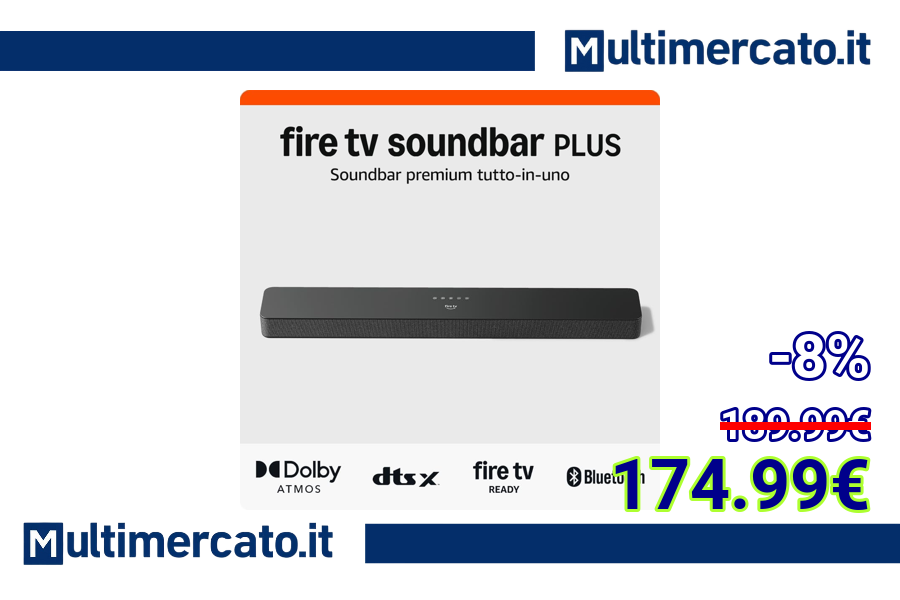 Multimercato.it
fire tv soundbar PLUS
Soundbar premium tutto-in-uno
-8%
189.99€
174.99€
Dolby
ATMOS
dts x
fire tv
READY
Bluetooth
Multimercato.it